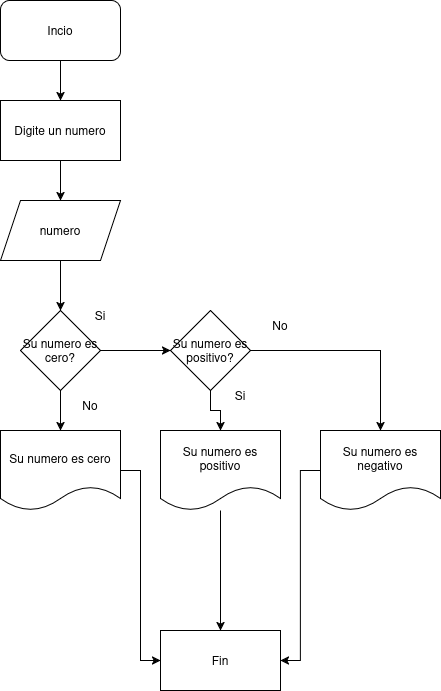 Incio
Digite un numero
numero
Si
Su numero es
cero?
Su numero es
positivo?
No
No
Si
Su numero es cero
Su numero es
positivo
Su numero es
negativo
Fin